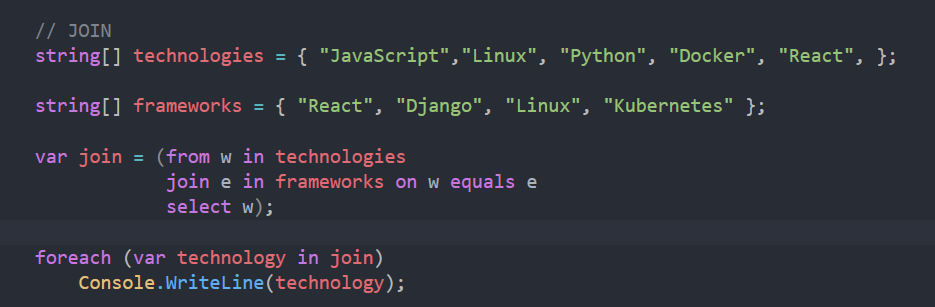 // JOIN
string[] technologies = { "JavaScript","Linux", "Python", "Docker", "React", };
string[] frameworks = { "React", "Django", "Linux", "Kubernetes" };
var join = (from w in technologies
join e in frameworks on w equals e
select w);
foreach (var technology in join)
Console.WriteLine(technology);